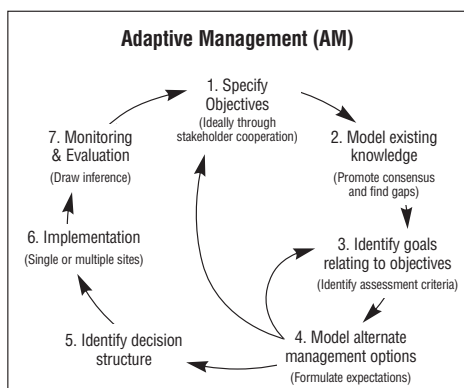 Adaptive Management (AM)
1. Specify
Objectives
(Ideally through
stakeholder cooperation)
2. Model existing
knowledge
(Promote consensus
and find gaps)
3. Identify goals
relating to objectives
(Identify assessment criteria)
4. Model alternate
management options
(Formulate expectations)
5. Identify decision
structure
6. Implementation
(Single or multiple sites)
7. Monitoring
& Evaluation
(Draw inference)